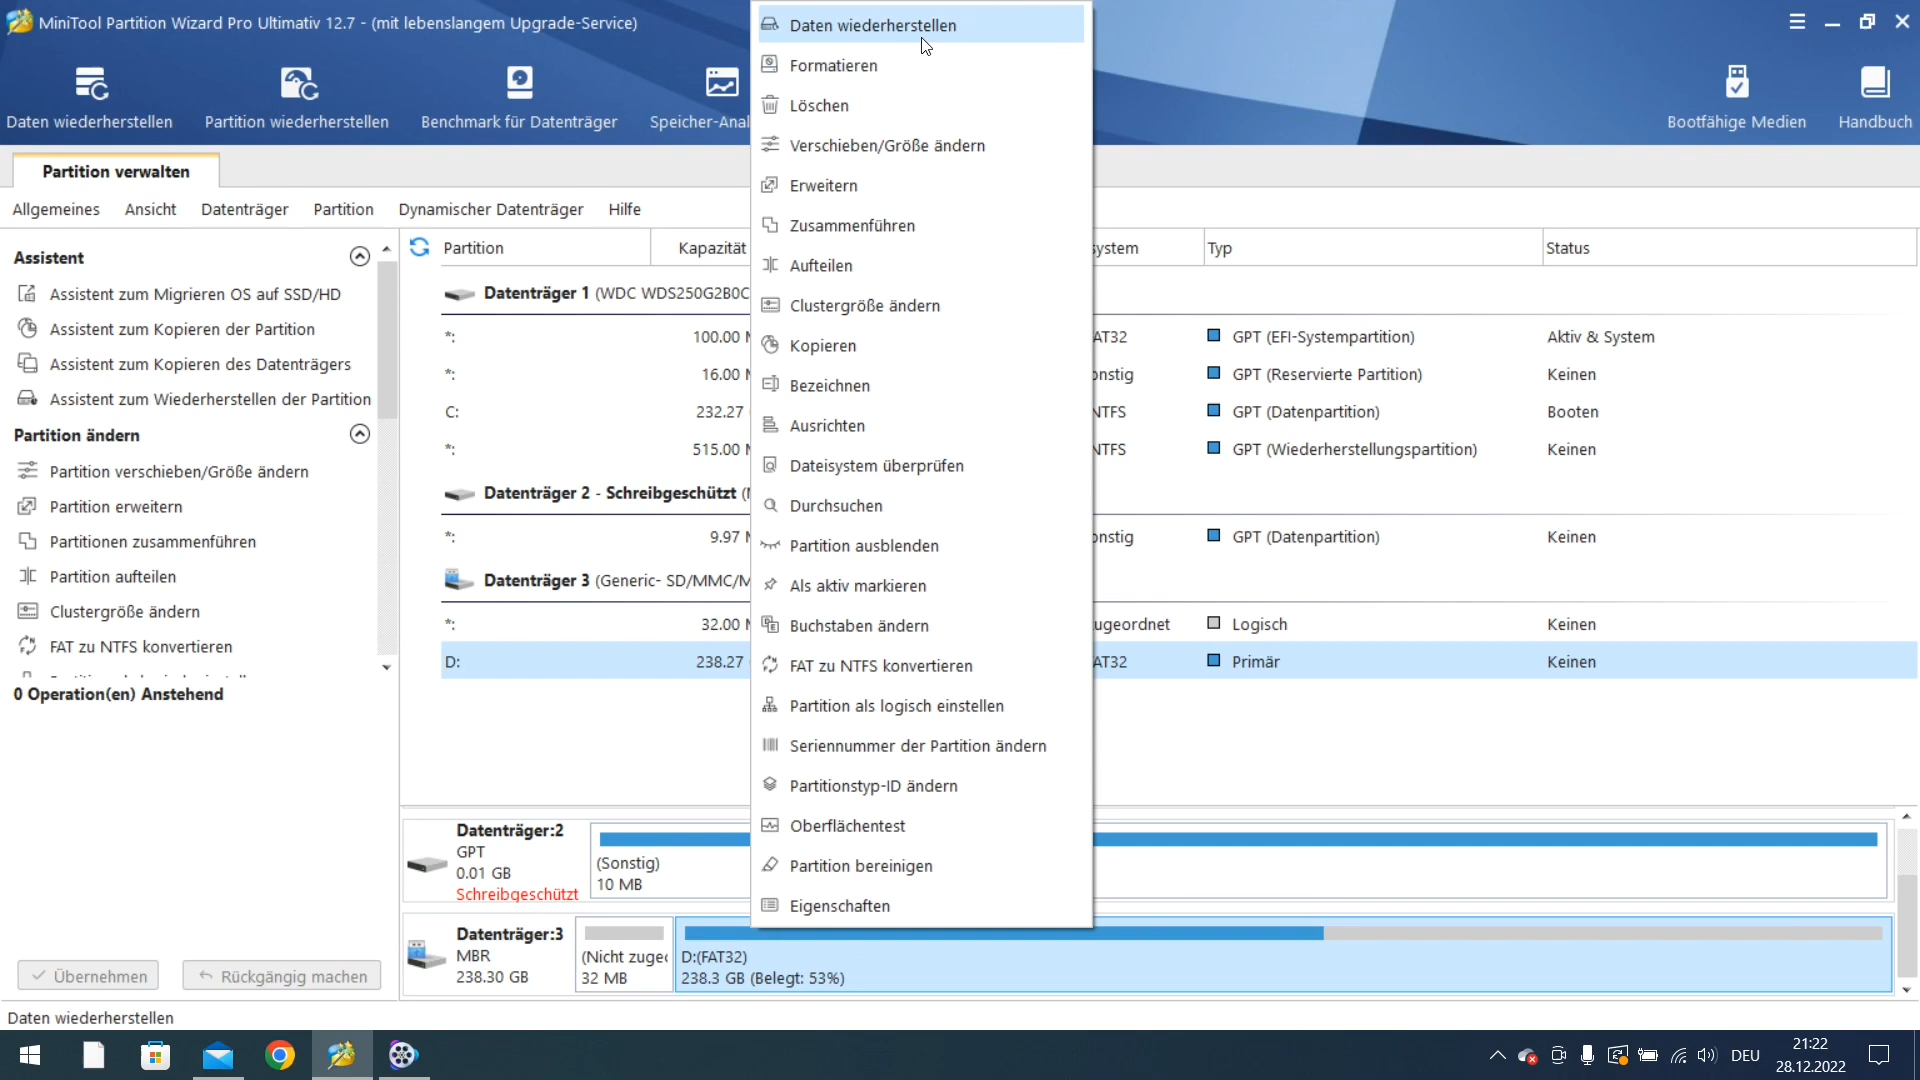 MiniTool Partition Wizard Pro Ultimativ 12.7 - (mit lebenslangem Upgrade-Service)
Daten wiederherstellen
Partition wiederherstellen
Benchmark für Datenträger
Speicher-Anal
Bootfähige Medien
Handbuch
Partition verwalten
Allgemeines
Ansicht
Datenträger
Partition
Dynamischer Datenträger
Hilfe
Assistent
Assistent zum Migrieren OS auf SSD/HD
Assistent zum Kopieren der Partition
Assistent zum Kopieren des Datenträgers
Assistent zum Wiederherstellen der Partition
Partition ändern
Partition verschieben/Größe ändern
Partition erweitern
Partitionen zusammenführen
Partition aufteilen
Clustergröße ändern
FAT zu NTFS konvertieren
0 Operation(en) Anstehend
Übernehmen
Rückgängig machen
Daten wiederherstellen
Formatieren
Löschen
Verschieben/Größe ändern
Erweitern
Zusammenführen
Aufteilen
Clustergröße ändern
Kopieren
Bezeichnen
Ausrichten
Dateisystem überprüfen
Durchsuchen
Partition ausblenden
Als aktiv markieren
Buchstaben ändern
FAT zu NTFS konvertieren
Partition als logisch einstellen
Seriennummer der Partition ändern
Partitionstyp-ID ändern
Oberflächentest
Partition bereinigen
Eigenschaften
Partition Kapazität system Typ Status
Datenträger 1 (WDC WDS250G2B0C
*: 100.00 M AT32 GPT (EFI-Systempartition) Aktiv & System
*: 16.00 M onstig GPT (Reservierte Partition) Keinen
C: 232.27 NTFS GPT (Datenpartition) Booten
*: 515.00 M NTFS GPT (Wiederherstellungspartition) Keinen
Datenträger 2 - Schreibgeschützt
*: 9.97 M onstig GPT (Datenpartition) Keinen
Datenträger 3 (Generic- SD/MMC/M
*: 32.00 M ugeordnet Logisch Keinen
D: 238.27 AT32 Primär Keinen
Datenträger:2
GPT
0.01 GB
Schreibgeschützt
(Sonstig)
10 MB
Datenträger:3
MBR
238.30 GB
(Nicht zugeo
32 MB
D:(FAT32)
238.3 GB (Belegt: 53%)
Daten wiederherstellen
DEU
21:22
28.12.2022